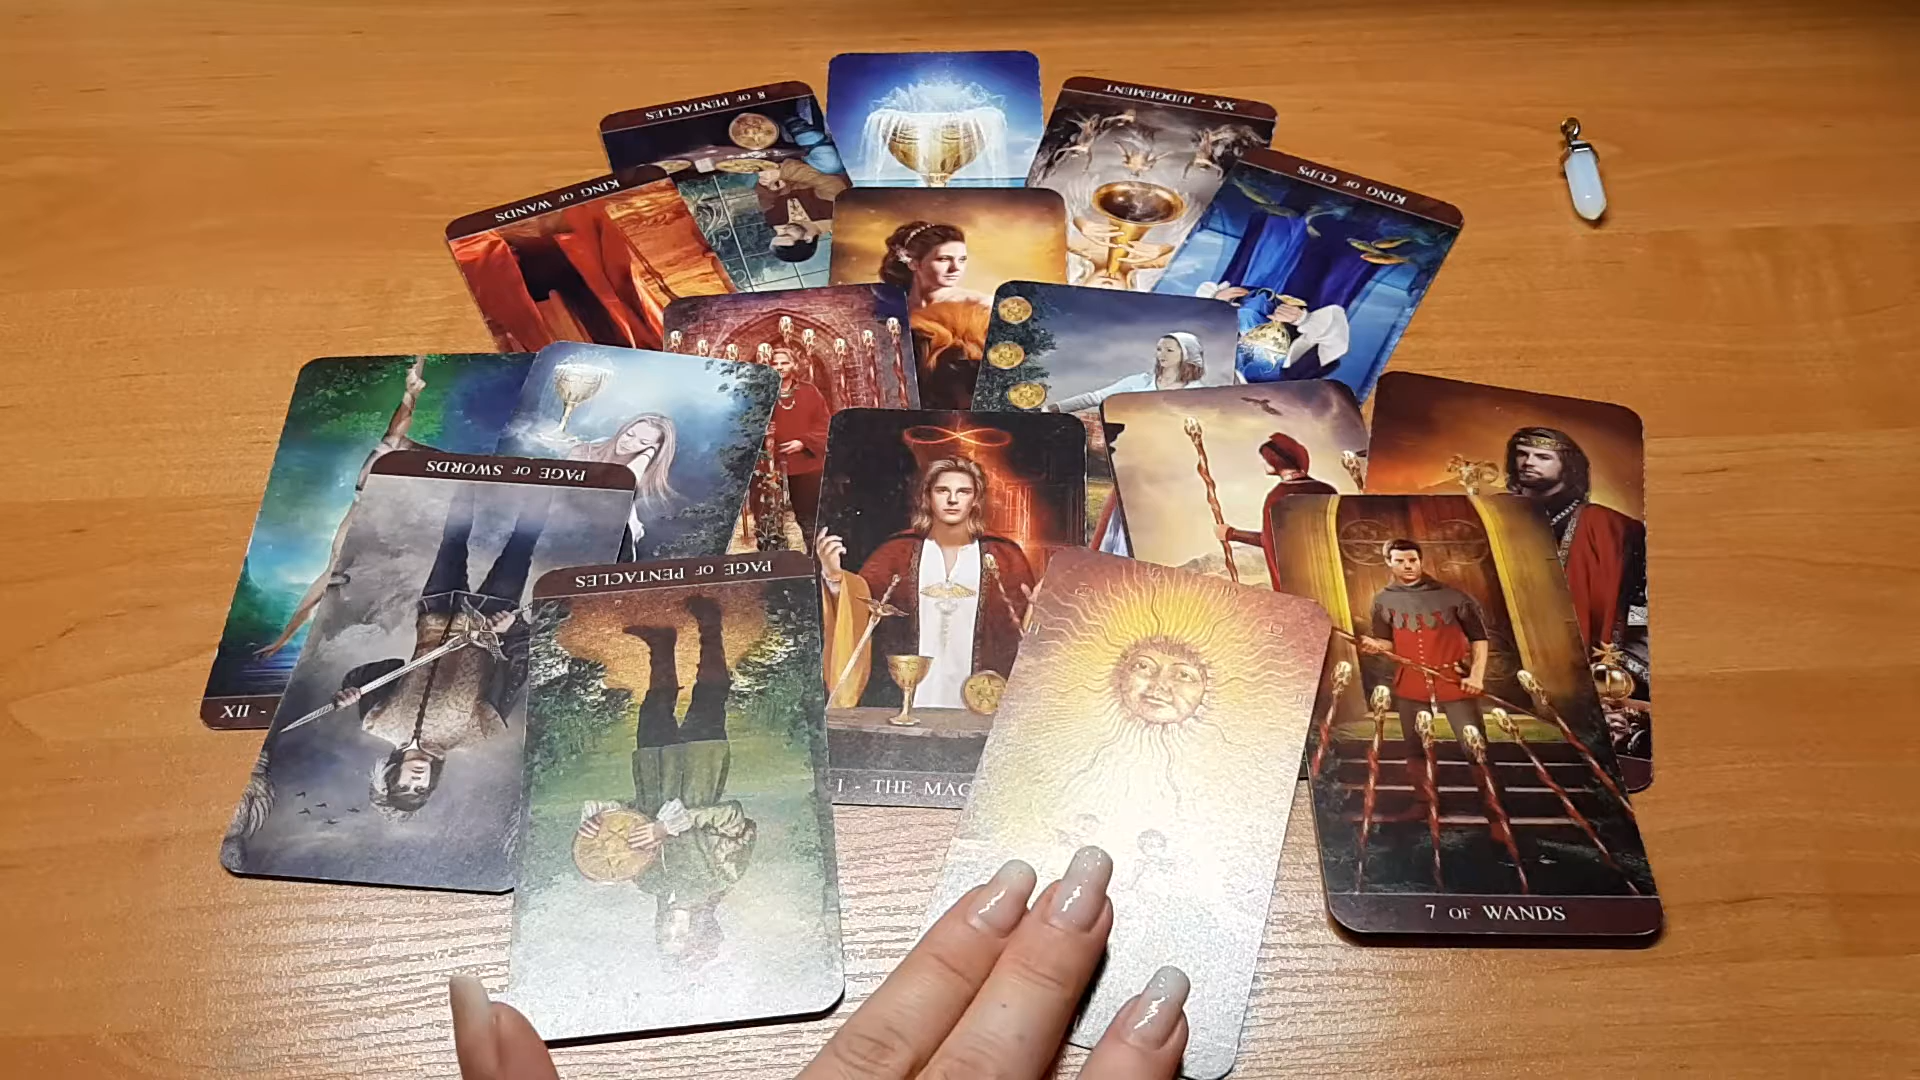 8 OF PENTACLES
XX - JUDGEMENT
KING OF WANDS
KING OF CUPS
PAGE OF SWORDS
PAGE OF PENTACLES
XII -
I - THE MAG
7 OF WANDS